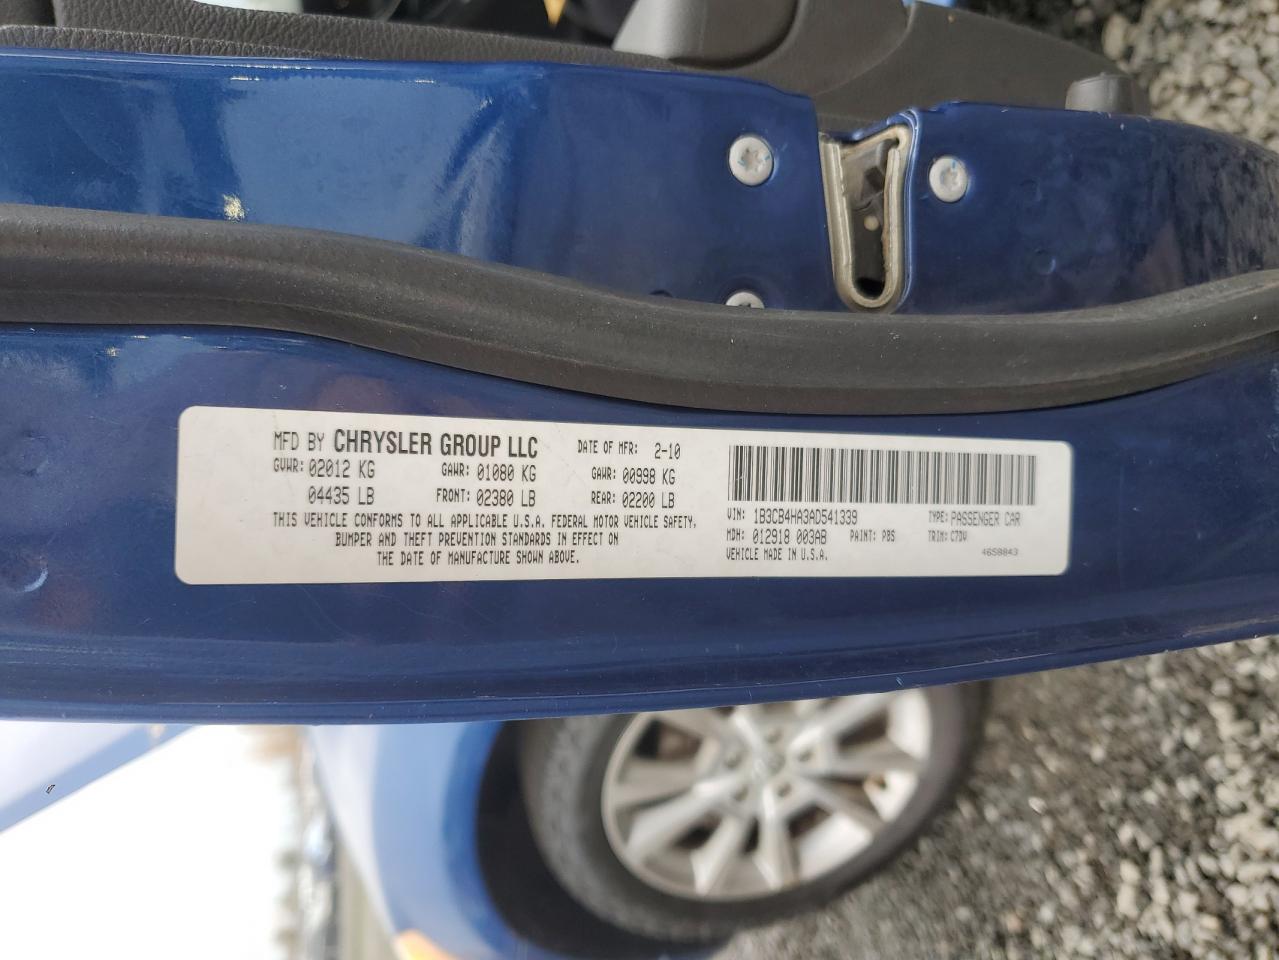 MFD BY CHRYSLER GROUP LLC DATE OF MFR: 2-10
GVWR: 02012 KG GAWR: 01080 KG GAWR: 00998 KG
04435 LB FRONT: 02380 LB REAR: 02200 LB
THIS VEHICLE CONFORMS TO ALL APPLICABLE U.S.A. FEDERAL MOTOR VEHICLE SAFETY,
BUMPER AND THEFT PREVENTION STANDARDS IN EFFECT ON
THE DATE OF MANUFACTURE SHOWN ABOVE.
VIN: 1B3CB4HA3AD541339 TYPE: PASSENGER CAR
MDH: 012918 003AB PAINT: PBS TRIM: C7DV
VEHICLE MADE IN U.S.A. 4658843